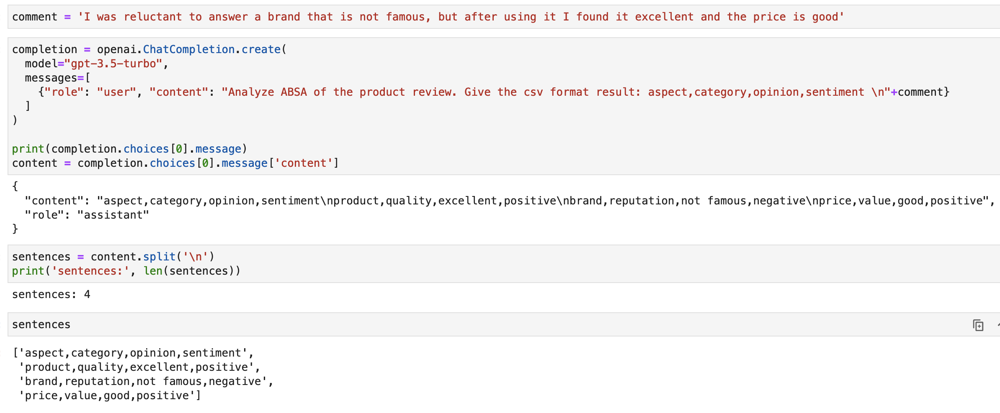 comment = 'I was reluctant to answer a brand that is not famous, but after using it I found it excellent and the price is good'
completion = openai.ChatCompletion.create(
  model="gpt-3.5-turbo",
  messages=[
    {"role": "user", "content": "Analyze ABSA of the product review. Give the csv format result: aspect,category,opinion,sentiment \n"+comment}
  ]
)
print(completion.choices[0].message)
content = completion.choices[0].message['content']
{
  "content": "aspect,category,opinion,sentiment\nproduct,quality,excellent,positive\nbrand,reputation,not famous,negative\nprice,value,good,positive",
  "role": "assistant"
}
sentences = content.split('\n')
print('sentences:', len(sentences))
sentences: 4
sentences
['aspect,category,opinion,sentiment',
 'product,quality,excellent,positive',
 'brand,reputation,not famous,negative',
 'price,value,good,positive']